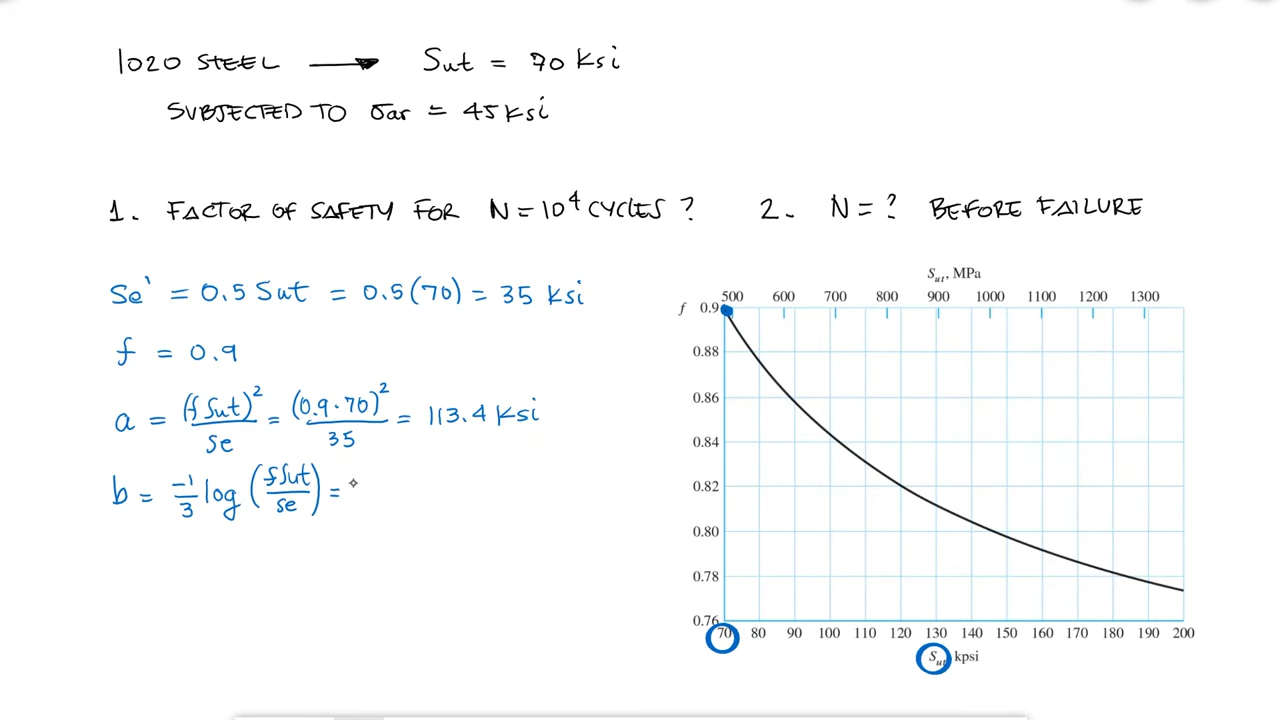 1020 STEEL → Sut = 70 Ksi
SUBJECTED TO σar = 45 Ksi
1. FACTOR OF SAFETY FOR N = 10⁴ CYCLES ? 2. N = ? BEFORE FAILURE
Se' = 0.5 Sut = 0.5(70) = 35 Ksi
f = 0.9
a = (f Sut)²/Se = (0.9·70)²/35 = 113.4 Ksi
b = -1/3 log (f Sut/Se) =
Sut, MPa
500 600 700 800 900 1000 1100 1200 1300
f 0.9
0.88
0.86
0.84
0.82
0.80
0.78
0.76
70 80 90 100 110 120 130 140 150 160 170 180 190 200
Sut kpsi